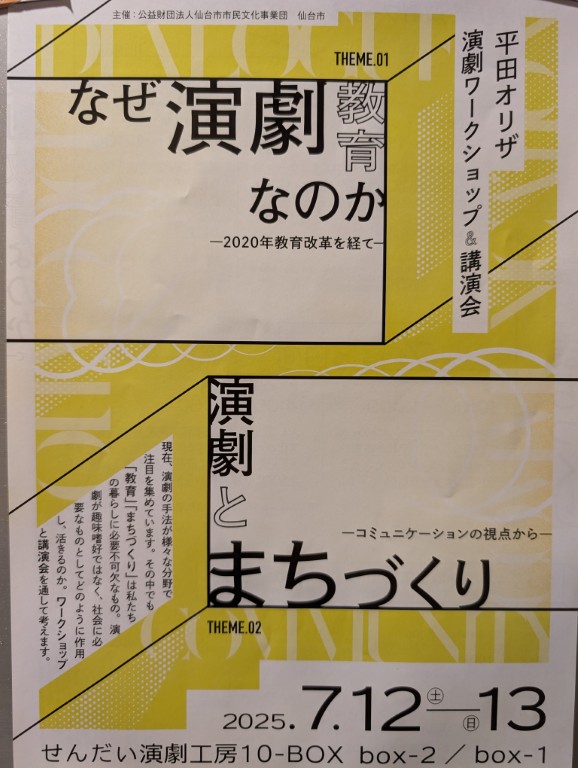 主催：公益財団法人仙台市市民文化事業団　仙台市
平田オリザ
演劇ワークショップ&講演会
THEME.01
なぜ演劇教育
なのか
―2020年教育改革を経て―
演劇と
まちづくり
―コミュニケーションの視点から―
THEME.02
現在、演劇の手法が様々な分野で
注目を集めています。その中でも
「教育」「まちづくり」は私たち
の暮らしに必要不可欠なもの。演
劇が趣味嗜好ではなく、社会に必
要なものとしてどのように作用
し、活きるのか。ワークショップ
と講演会を通して考えます。
COMMUNITY
2025.7.12㊏―㊐13
せんだい演劇工房10-BOX box-2／box-1